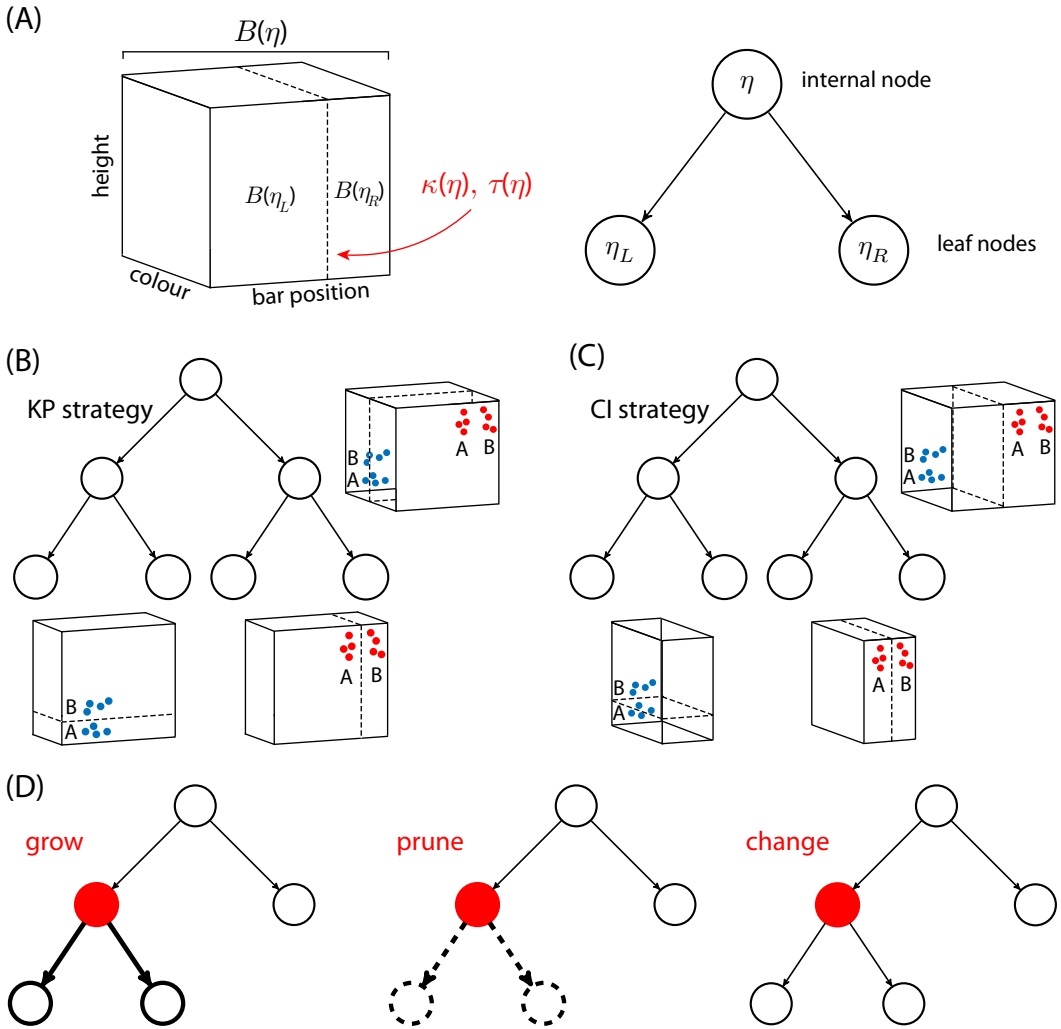 (A)
B(η)
height
colour
bar position
B(η_L)
B(η_R)
κ(η), τ(η)
η
internal node
η_L
η_R
leaf nodes
(B)
KP strategy
A
B
B
A
B
A
A
B
(C)
CI strategy
A
B
B
A
B
A
A
B
(D)
grow
prune
change